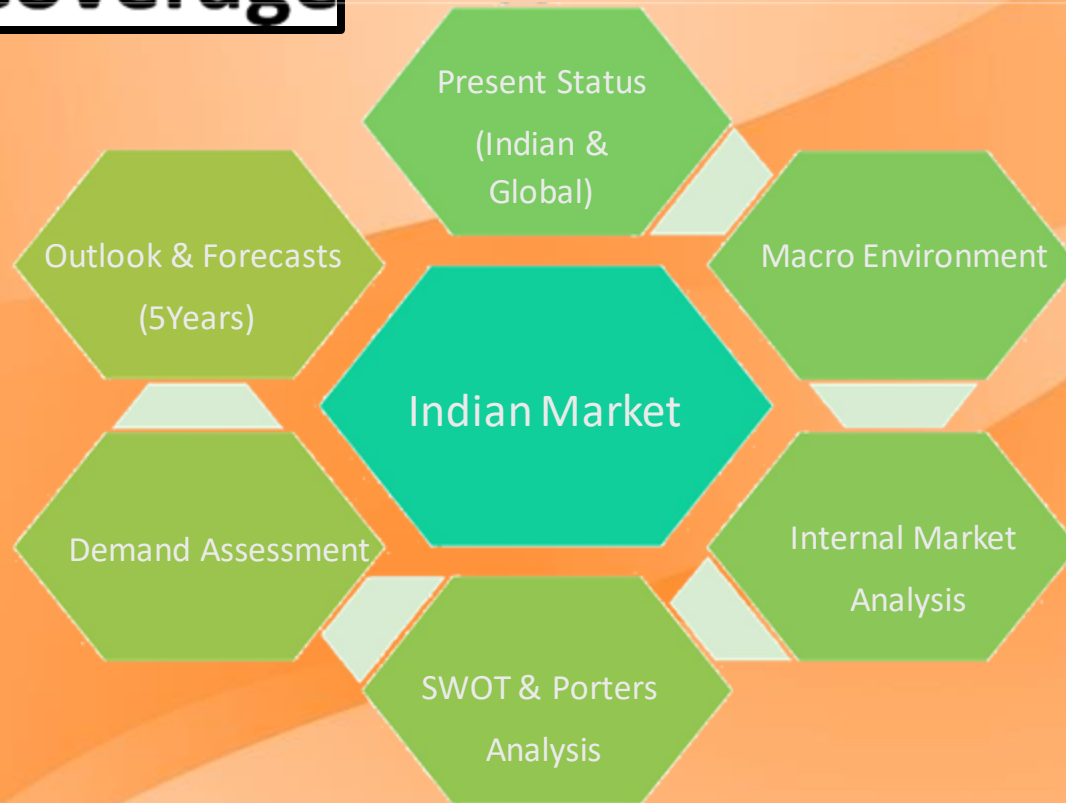 Coverage
Present Status
(Indian &
Global)
Macro Environment
Outlook & Forecasts
(5Years)
Indian Market
Internal Market
Analysis
Demand Assessment
SWOT & Porters
Analysis